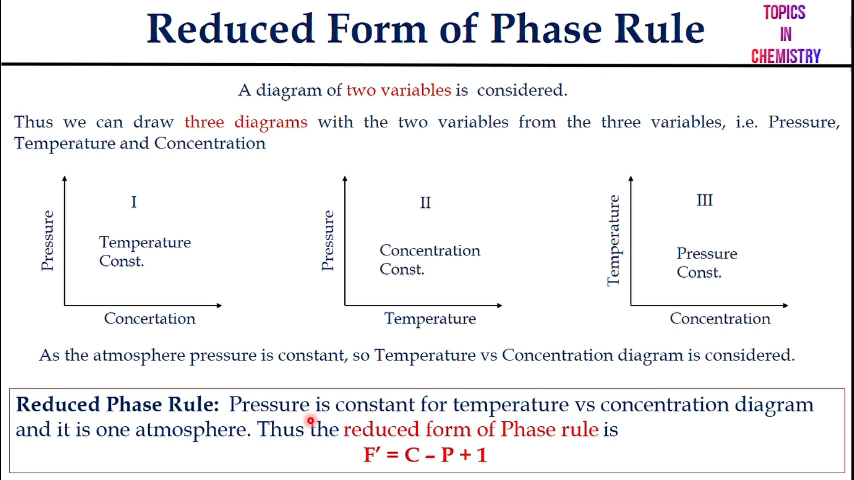 Reduced Form of Phase Rule
TOPICS
IN
CHEMISTRY
A diagram of two variables is considered.
Thus we can draw three diagrams with the two variables from the three variables, i.e. Pressure,
Temperature and Concentration
Pressure
I
Temperature
Const.
Concertation
Pressure
II
Concentration
Const.
Temperature
Temperature
III
Pressure
Const.
Concentration
As the atmosphere pressure is constant, so Temperature vs Concentration diagram is considered.
Reduced Phase Rule: Pressure is constant for temperature vs concentration diagram
and it is one atmosphere. Thus the reduced form of Phase rule is
F′ = C – P + 1